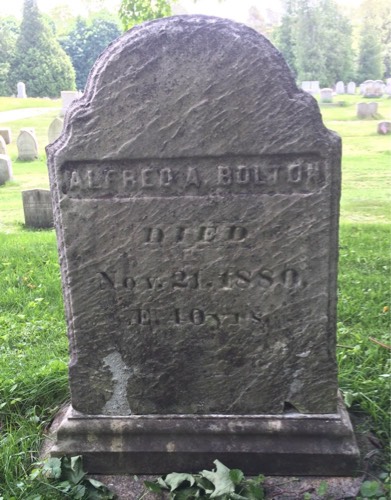 ALFRED A. BOLTON
DIED
Nov. 21. 1880.
Æ. 40 yrs.